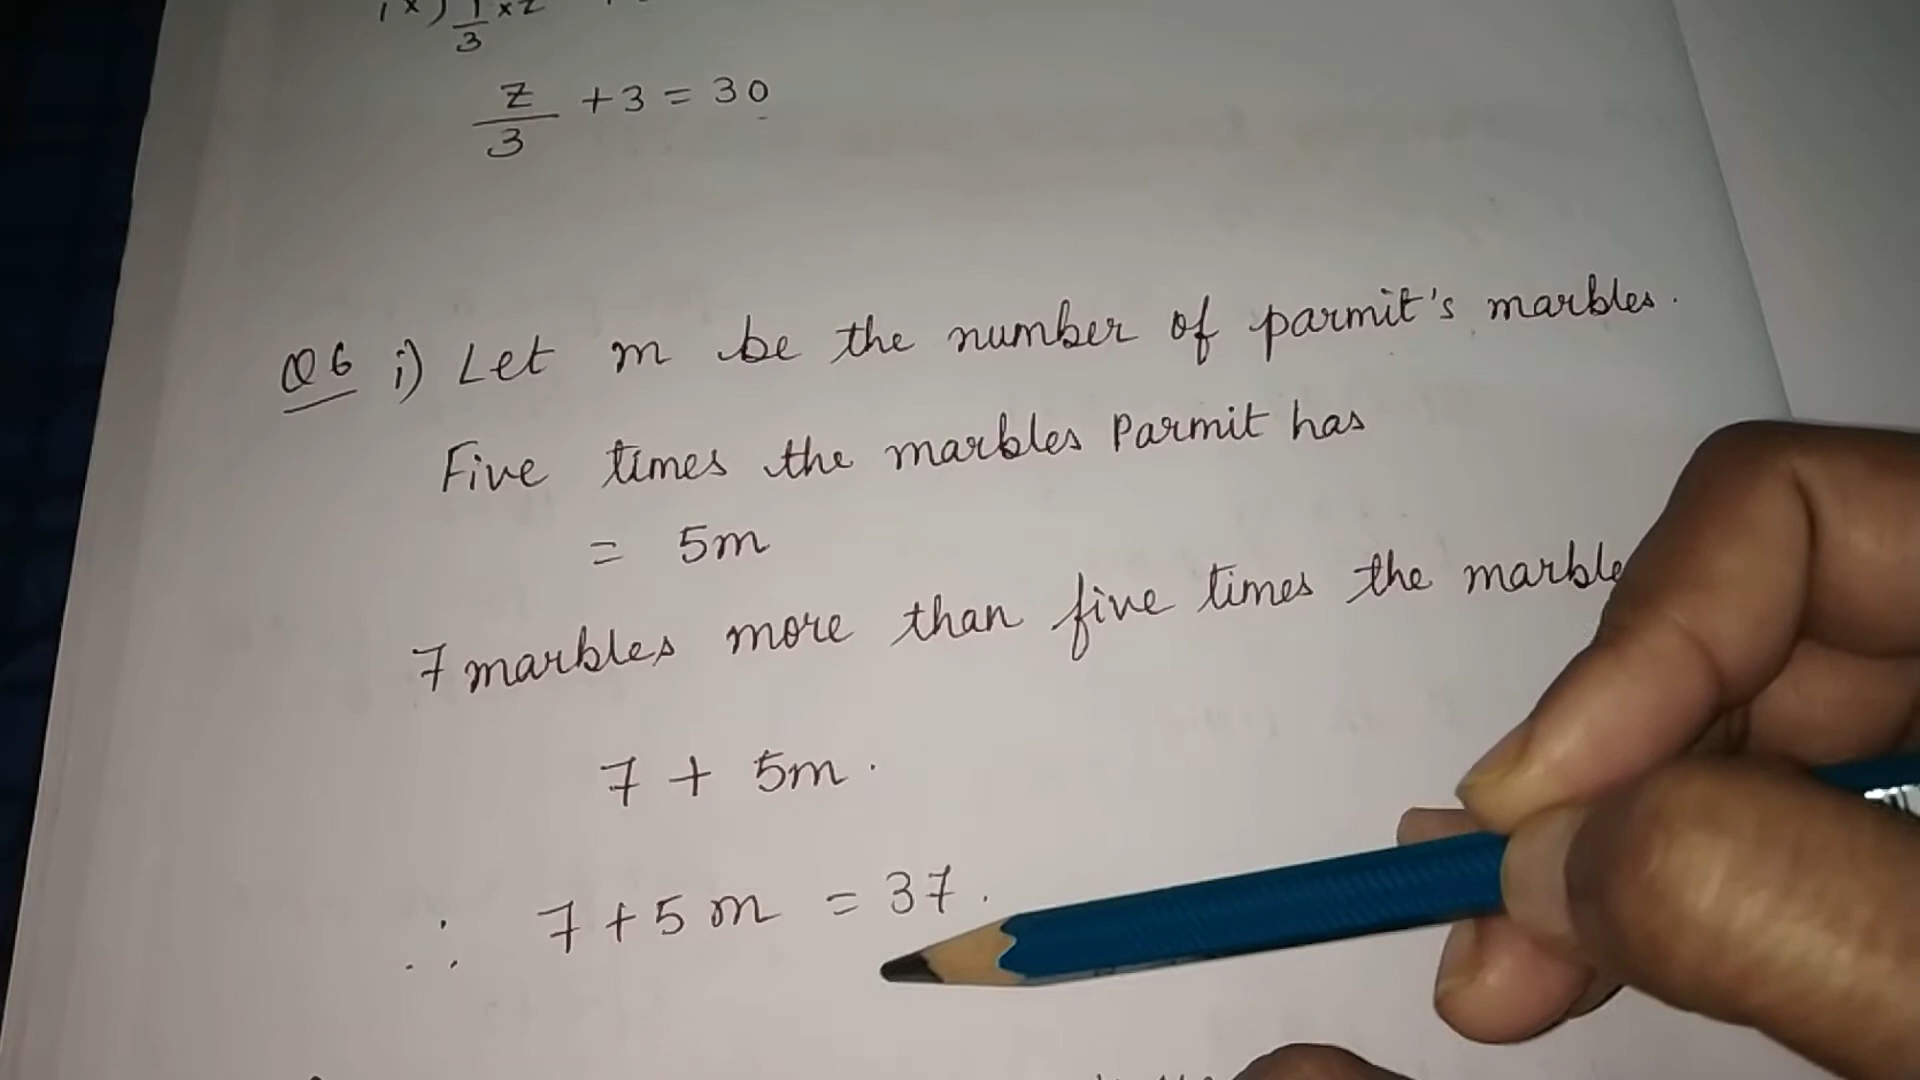 z/3 + 3 = 30
Q6 i) Let m be the number of parmit's marbles.
Five times the marbles Parmit has
= 5m
7 marbles more than five times the
7 + 5m.
∴ 7 + 5m = 37.